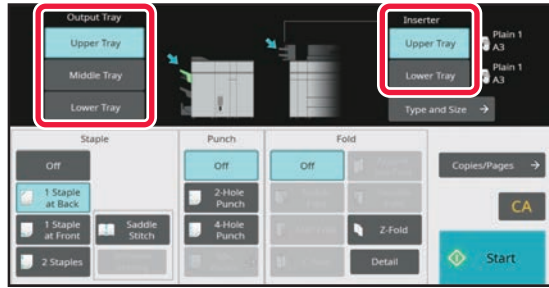 Output Tray
Upper Tray
Middle Tray
Lower Tray
Inserter
Upper Tray
Lower Tray
Plain 1
A3
Plain 1
A3
Type and Size
Staple
Off
1 Staple
at Back
1 Staple
at Front
2 Staples
Saddle
Stitch
Punch
Off
2-Hole
Punch
4-Hole
Punch
Fold
Off
Z-Fold
Detail
Copies/Pages
CA
Start